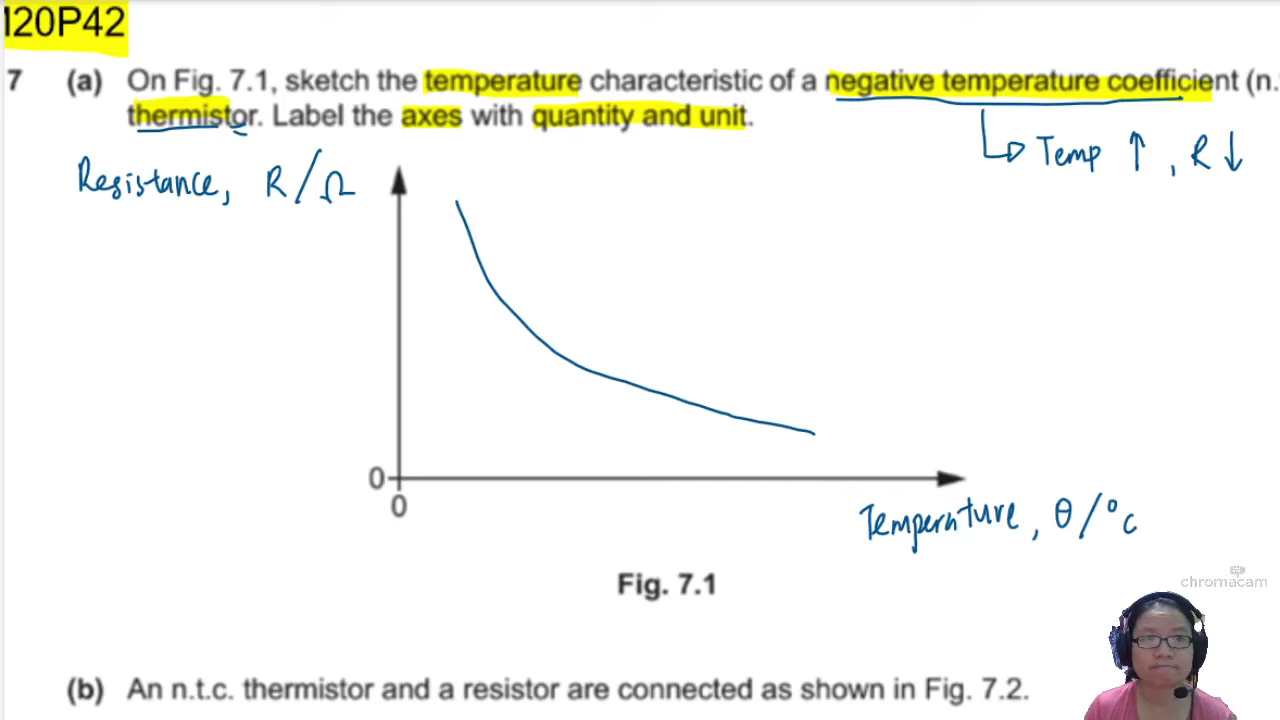 I20P42
7 (a) On Fig. 7.1, sketch the temperature characteristic of a negative temperature coefficient (n.
thermistor. Label the axes with quantity and unit.
Temp ↑, R ↓
Resistance, R/Ω
0
0
Temperature, θ/°c
Fig. 7.1
chromacam
(b) An n.t.c. thermistor and a resistor are connected as shown in Fig. 7.2.